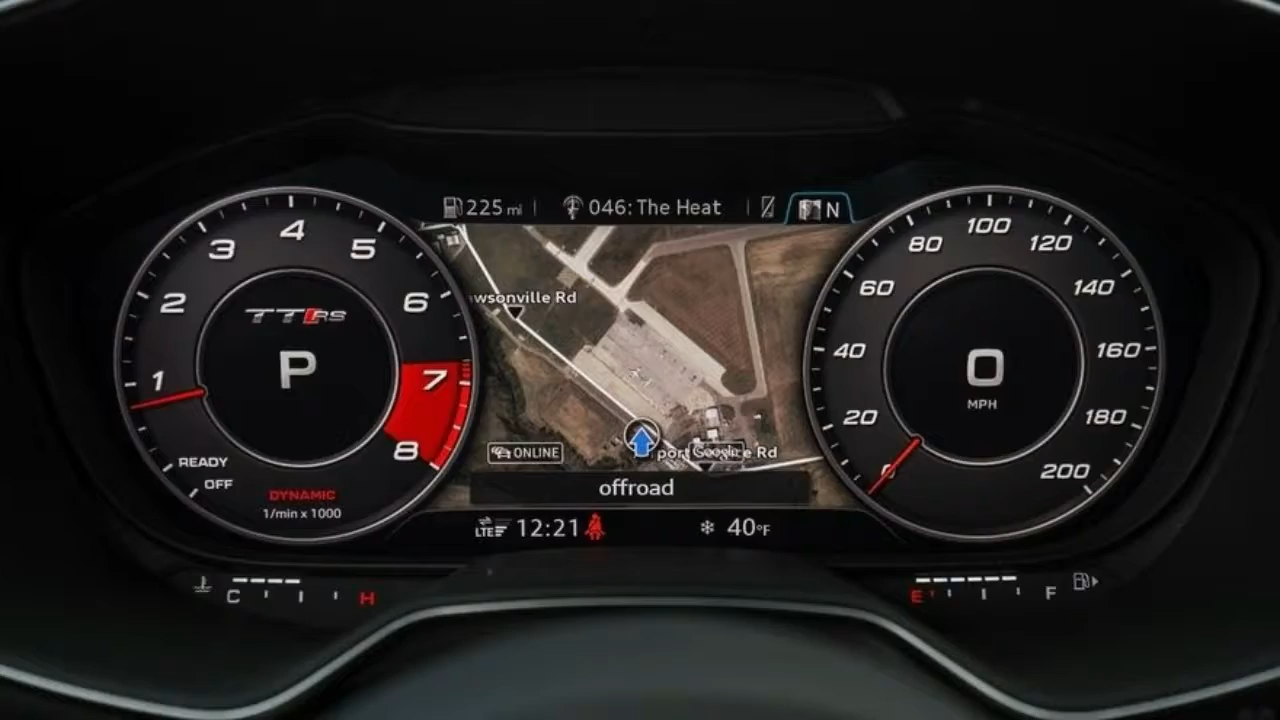 225 mi
046: The Heat
N
1
2
3
4
5
6
7
8
TTRS
P
READY
OFF
DYNAMIC
1/min x 1000
wsonville Rd
ONLINE
offroad
LTE
12:21
40°F
0
20
40
60
80
100
120
140
160
180
200
0
MPH
C
H
E
F